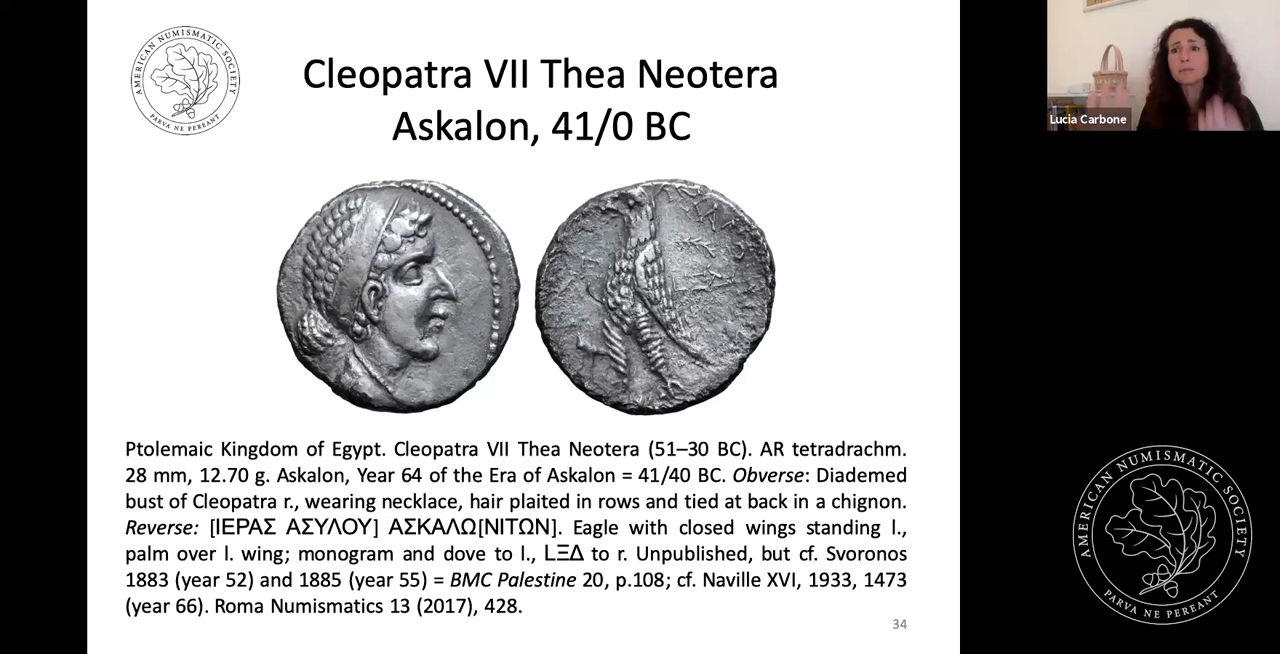 AMERICAN NUMISMATIC SOCIETY
PARVA NE PEREANT
Cleopatra VII Thea Neotera
Askalon, 41/0 BC
Lucia Carbone
Ptolemaic Kingdom of Egypt. Cleopatra VII Thea Neotera (51–30 BC). AR tetradrachm.
28 mm, 12.70 g. Askalon, Year 64 of the Era of Askalon = 41/40 BC. Obverse: Diademed
bust of Cleopatra r., wearing necklace, hair plaited in rows and tied at back in a chignon.
Reverse: [ΙΕΡΑΣ ΑΣΥΛΟΥ] ΑΣΚΑΛΩ[ΝΙΤΩΝ]. Eagle with closed wings standing l.,
palm over l. wing; monogram and dove to l., LΞΔ to r. Unpublished, but cf. Svoronos
1883 (year 52) and 1885 (year 55) = BMC Palestine 20, p.108; cf. Naville XVI, 1933, 1473
(year 66). Roma Numismatics 13 (2017), 428.
34
AMERICAN NUMISMATIC SOCIETY
PARVA NE PEREANT